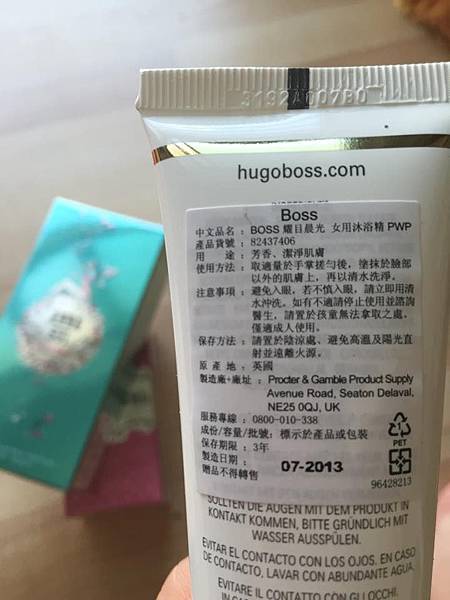 3192A007B0
hugoboss.com
Boss
中文品名：BOSS 耀目晨光 女用沐浴精 PWP
產品貨號：82437406
用　　途：芳香、潔淨肌膚
使用方法：取適量於手掌搓勻後，塗抹於臉部
以外的肌膚上，再以清水洗淨。
注意事項：避免入眼，若不慎入眼，請立即用清
水沖洗。如有不適請停止使用並諮詢
醫生，請置於孩童無法拿取之處，
僅適成人使用。
保存方法：請置於陰涼處、避免高溫及陽光直
射並遠離火源。
原 產 地：英國
製造廠+廠址：Procter & Gamble Product Supply
Avenue Road, Seaton Delaval,
NE25 0QJ, UK
服務專線：0800-010-338
成份/容量/批號：標示於產品或包裝
保存期限：3年
製造日期：
07-2013
贈品不得轉售
PET
96428213
SOLLTEN DIE AUGEN MIT DEM PRODUKT IN
KONTAKT KOMMEN, BITTE GRÜNDLICH MIT
WASSER AUSSPÜLEN.
EVITAR EL CONTACTO CON LOS OJOS. EN CASO
DE CONTACTO, LAVAR CON ABUNDANTE AGUA.
EVITARE IL CONTATTO CON GLI OCCHI.